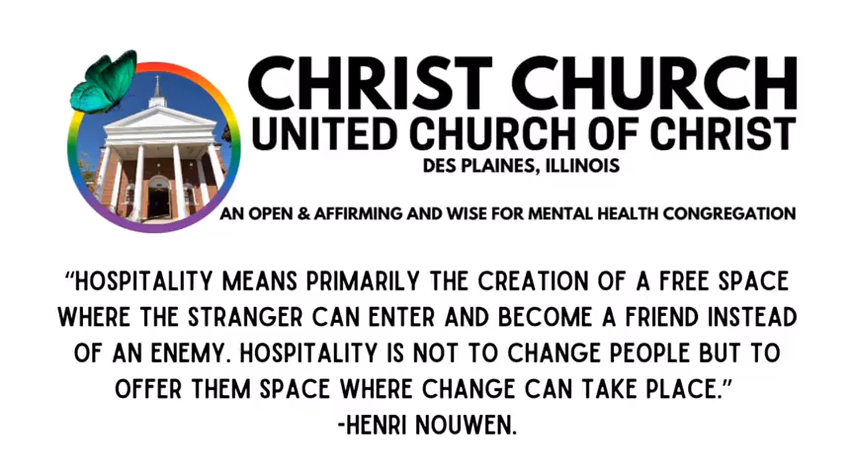 CHRIST CHURCH
UNITED CHURCH OF CHRIST
DES PLAINES, ILLINOIS
AN OPEN & AFFIRMING AND WISE FOR MENTAL HEALTH CONGREGATION
“HOSPITALITY MEANS PRIMARILY THE CREATION OF A FREE SPACE
WHERE THE STRANGER CAN ENTER AND BECOME A FRIEND INSTEAD
OF AN ENEMY. HOSPITALITY IS NOT TO CHANGE PEOPLE BUT TO
OFFER THEM SPACE WHERE CHANGE CAN TAKE PLACE.”
-HENRI NOUWEN.